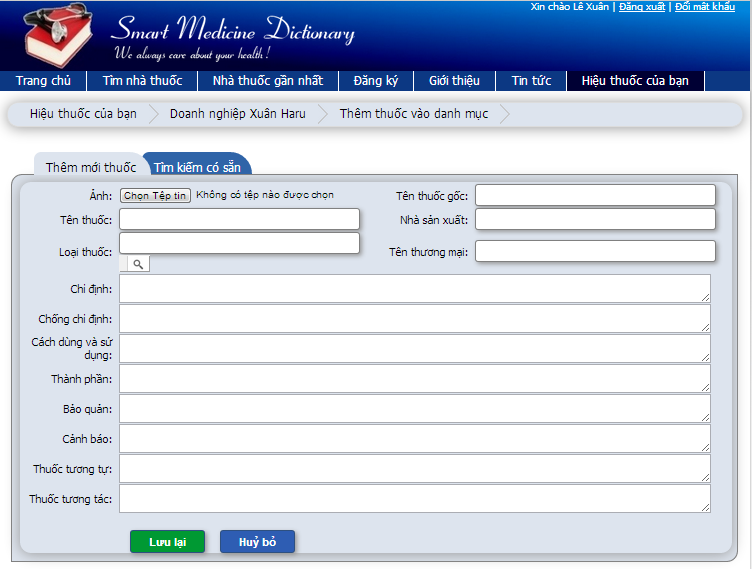 Xin chào Lê Xuân | Đăng xuất | Đổi mật khẩu
Smart Medicine Dictionary
We always care about your health !
Trang chủ Tìm nhà thuốc Nhà thuốc gần nhất Đăng ký Giới thiệu Tin tức Hiệu thuốc của bạn
Hiệu thuốc của bạn Doanh nghiệp Xuân Haru Thêm thuốc vào danh mục
Thêm mới thuốc Tìm kiếm có sẵn
Ảnh: Chọn Tệp tin Không có tệp nào được chọn Tên thuốc gốc:
Tên thuốc: Nhà sản xuất:
Loại thuốc: Tên thương mại:
Chỉ định:
Chống chỉ định:
Cách dùng và sử
dụng:
Thành phần:
Bảo quản:
Cảnh báo:
Thuốc tương tự:
Thuốc tương tác:
Lưu lại Huỷ bỏ